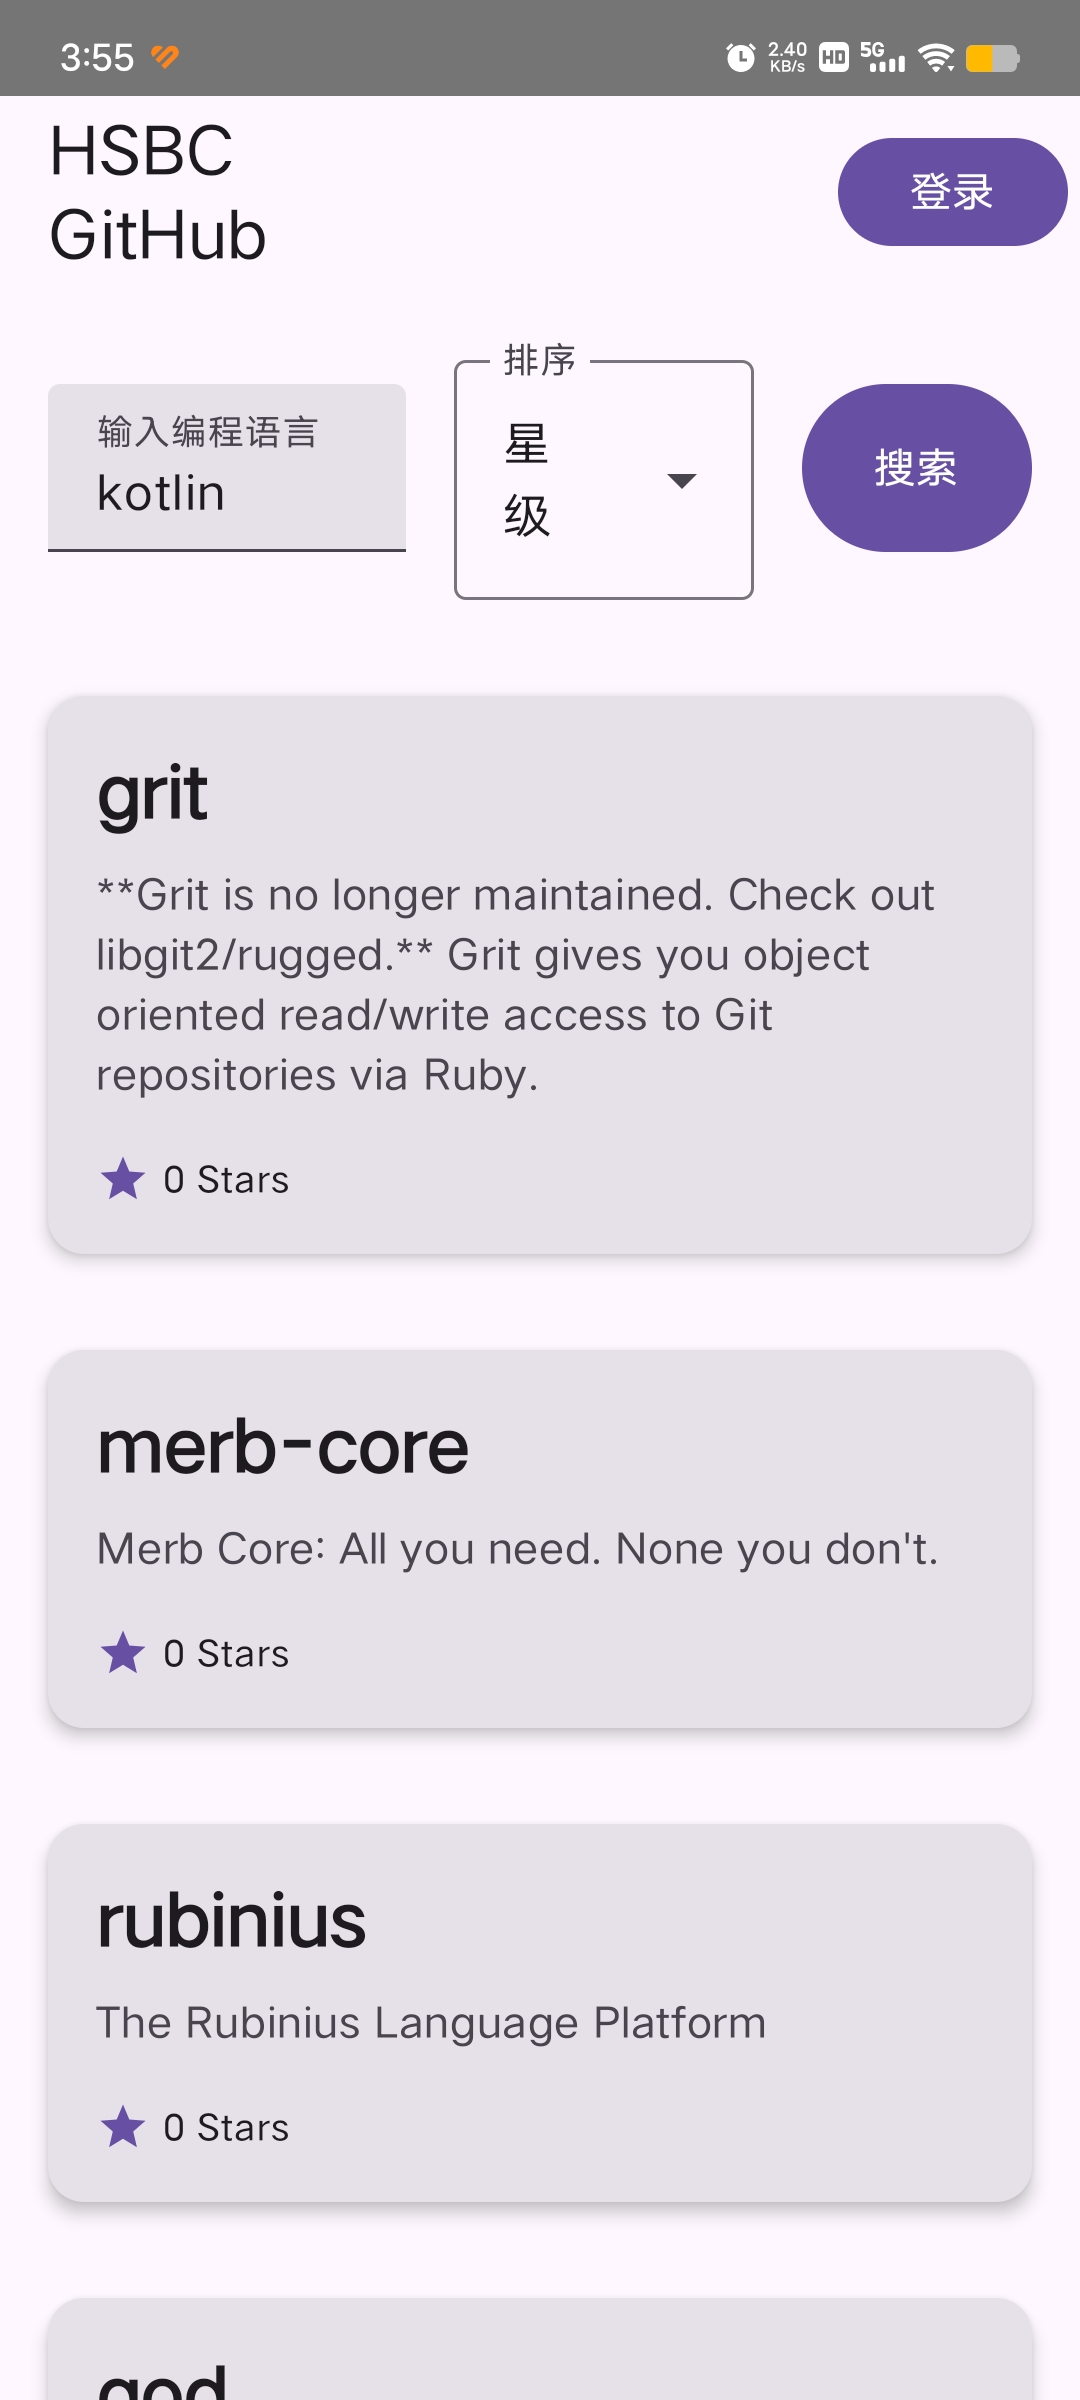 3:55
2.40
KB/s
HD
5G
HSBC
GitHub
登录
输入编程语言
kotlin
排序
星
级
搜索
grit
**Grit is no longer maintained. Check out
libgit2/rugged.** Grit gives you object
oriented read/write access to Git
repositories via Ruby.
0 Stars
merb-core
Merb Core: All you need. None you don't.
0 Stars
rubinius
The Rubinius Language Platform
0 Stars
god